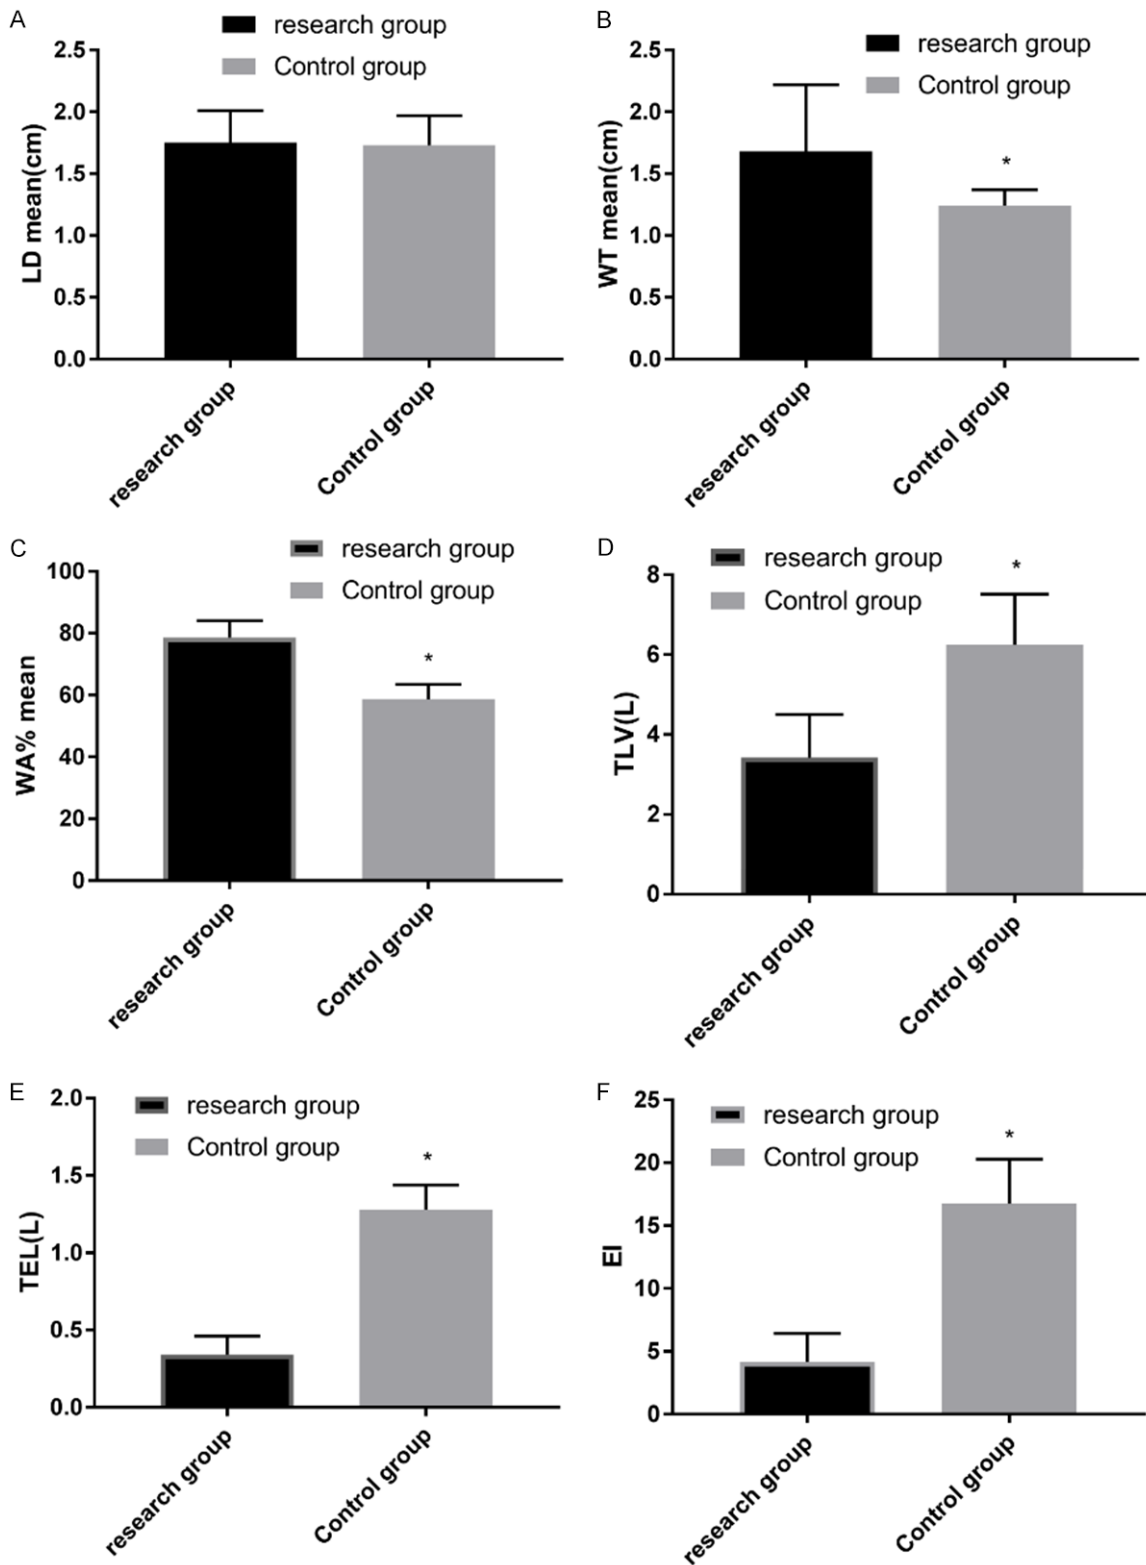 A
research group
Control group
LD mean(cm)
2.5
2.0
1.5
1.0
0.5
0.0
research group
Control group
B
research group
Control group
WT mean(cm)
2.5
2.0
1.5
1.0
0.5
0.0
*
research group
Control group
C
research group
Control group
WA% mean
100
80
60
40
20
0
*
research group
Control group
D
research group
Control group
TLV(L)
8
6
4
2
0
*
research group
Control group
E
research group
Control group
TEL(L)
2.0
1.5
1.0
0.5
0.0
*
research group
Control group
F
research group
Control group
EI
25
20
15
10
5
0
*
research group
Control group